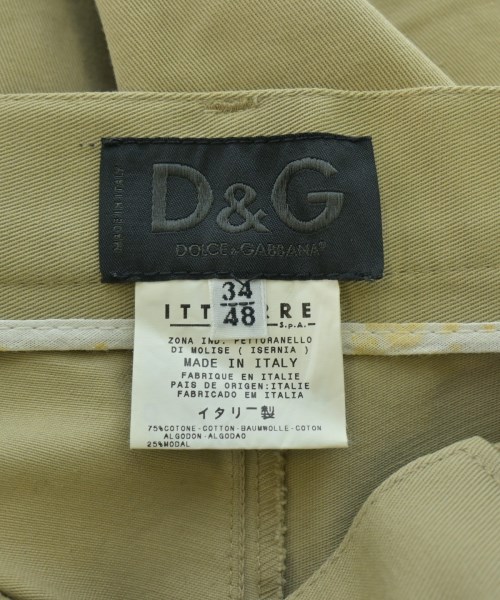 MADE IN ITALY
D&G
DOLCE & GABBANA®
34
48
ITT RRE
S.p.A.
ZONA IND. PETTORANELLO
DI MOLISE ( ISERNIA )
MADE IN ITALY
FABRIQUE EN ITALIE
PAIS DE ORIGEN:ITALIE
FABRICADO EM ITALIA
イタリー製
75%COTONE-COTTON-BAUMWOLLE-COTON
ALGODON-ALGODAO
25%MODAL